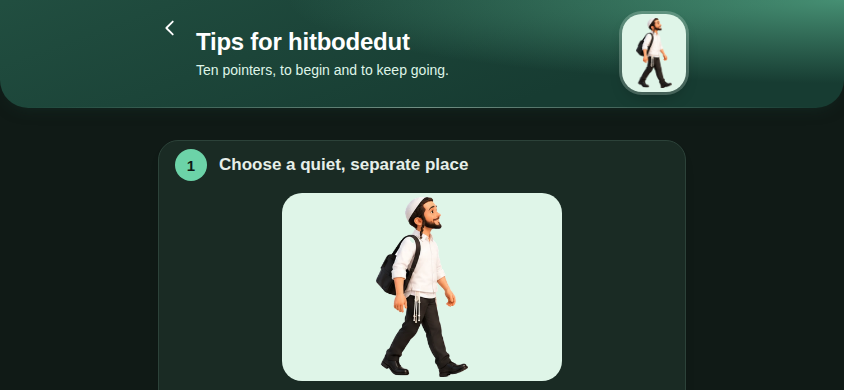 Tips for hitbodedut
Ten pointers, to begin and to keep going.
1 Choose a quiet, separate place